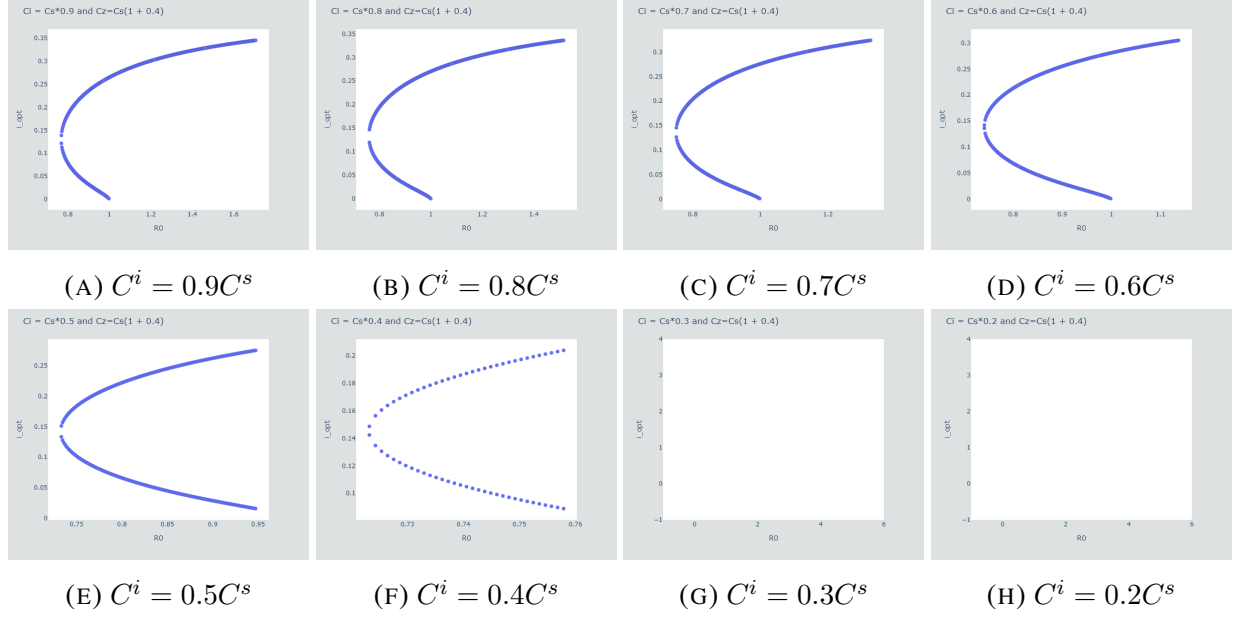 Ci = Cs*0.9 and Cz=Cs(1 + 0.4)
0.35
0.3
0.25
0.2
0.15
0.1
0.05
0
i_opt
0.8
1
1.2
1.4
1.6
R0
(A) C^i = 0.9C^s
Ci = Cs*0.8 and Cz=Cs(1 + 0.4)
0.35
0.3
0.25
0.2
0.15
0.1
0.05
0
i_opt
0.8
1
1.2
1.4
R0
(B) C^i = 0.8C^s
Ci = Cs*0.7 and Cz=Cs(1 + 0.4)
0.3
0.25
0.2
0.15
0.1
0.05
0
i_opt
0.8
1
1.2
R0
(C) C^i = 0.7C^s
Ci = Cs*0.6 and Cz=Cs(1 + 0.4)
0.3
0.25
0.2
0.15
0.1
0.05
0
i_opt
0.8
0.9
1
1.1
R0
(D) C^i = 0.6C^s
Ci = Cs*0.5 and Cz=Cs(1 + 0.4)
0.25
0.2
0.15
0.1
0.05
0
i_opt
0.75
0.8
0.85
0.9
0.95
R0
(E) C^i = 0.5C^s
Ci = Cs*0.4 and Cz=Cs(1 + 0.4)
0.2
0.18
0.16
0.14
0.12
0.1
i_opt
0.73
0.74
0.75
0.76
R0
(F) C^i = 0.4C^s
Ci = Cs*0.3 and Cz=Cs(1 + 0.4)
4
3
2
1
0
−1
i_opt
0
2
4
6
R0
(G) C^i = 0.3C^s
Ci = Cs*0.2 and Cz=Cs(1 + 0.4)
4
3
2
1
0
−1
i_opt
0
2
4
6
R0
(H) C^i = 0.2C^s